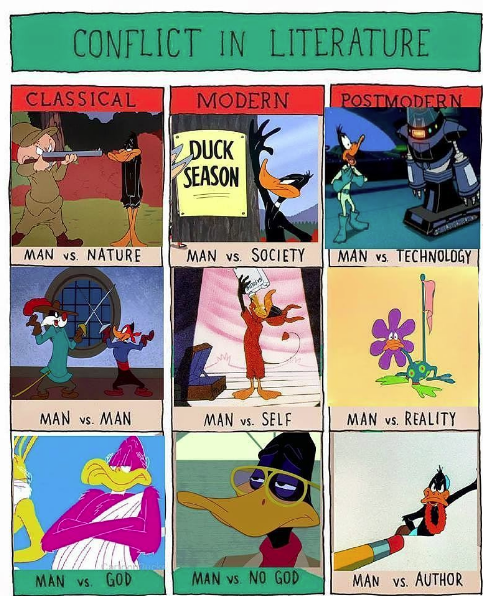 CONFLICT IN LITERATURE
CLASSICAL
MODERN
POSTMODERN
DUCK
SEASON
MAN vs. NATURE
MAN vs. SOCIETY
MAN vs. TECHNOLOGY
MAN vs. MAN
MAN vs. SELF
MAN vs. REALITY
MAN vs. GOD
MAN vs. NO GOD
MAN vs. AUTHOR